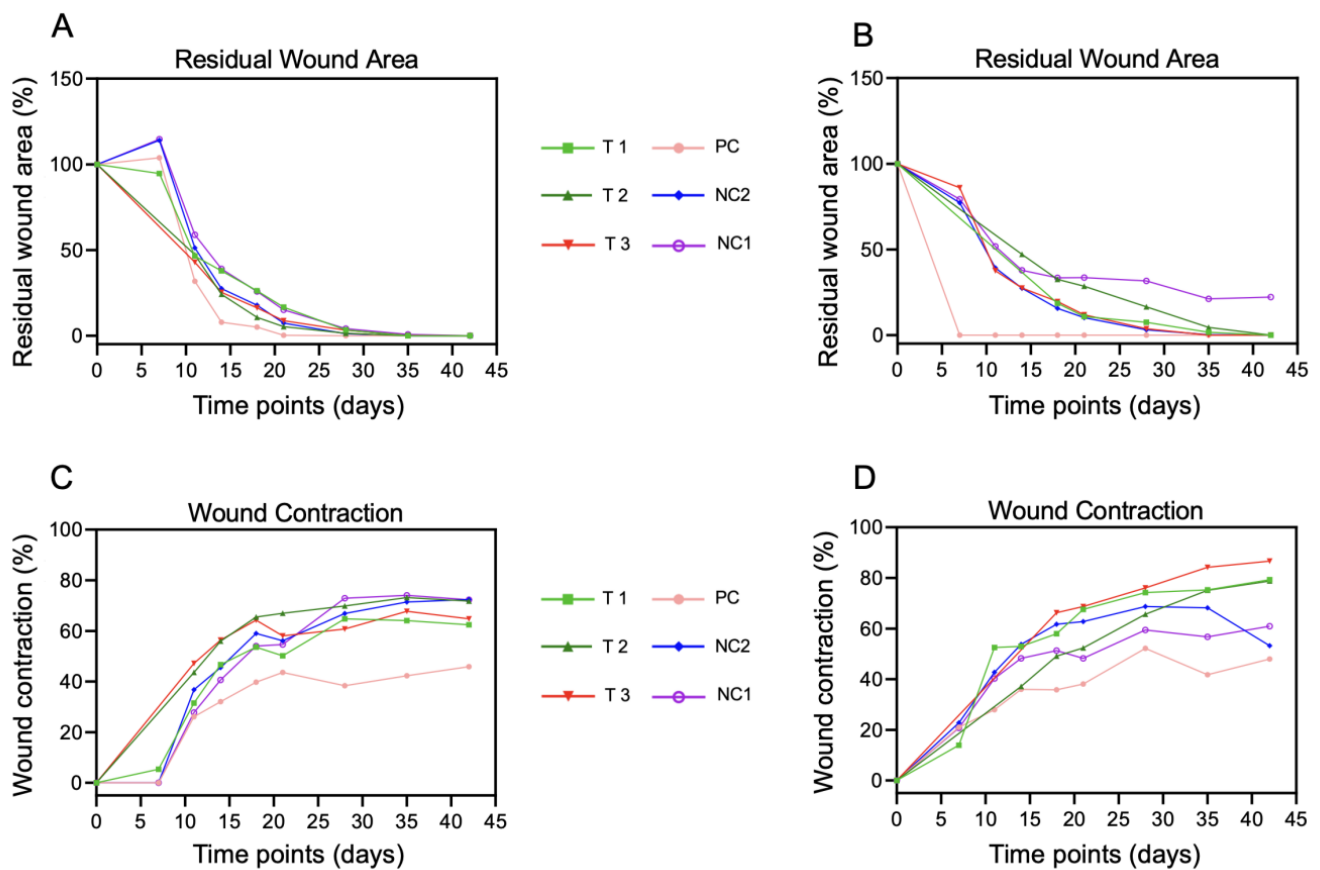 A
Residual Wound Area
Residual wound area (%)
150
100
50
0
0 5 10 15 20 25 30 35 40 45
Time points (days)
T 1 PC
T 2 NC2
T 3 NC1
B
Residual Wound Area
Residual wound area (%)
150
100
50
0
0 5 10 15 20 25 30 35 40 45
Time points (days)
C
Wound Contraction
Wound contraction (%)
100
80
60
40
20
0
0 5 10 15 20 25 30 35 40 45
Time points (days)
T 1 PC
T 2 NC2
T 3 NC1
D
Wound Contraction
Wound contraction (%)
100
80
60
40
20
0
0 5 10 15 20 25 30 35 40 45
Time points (days)